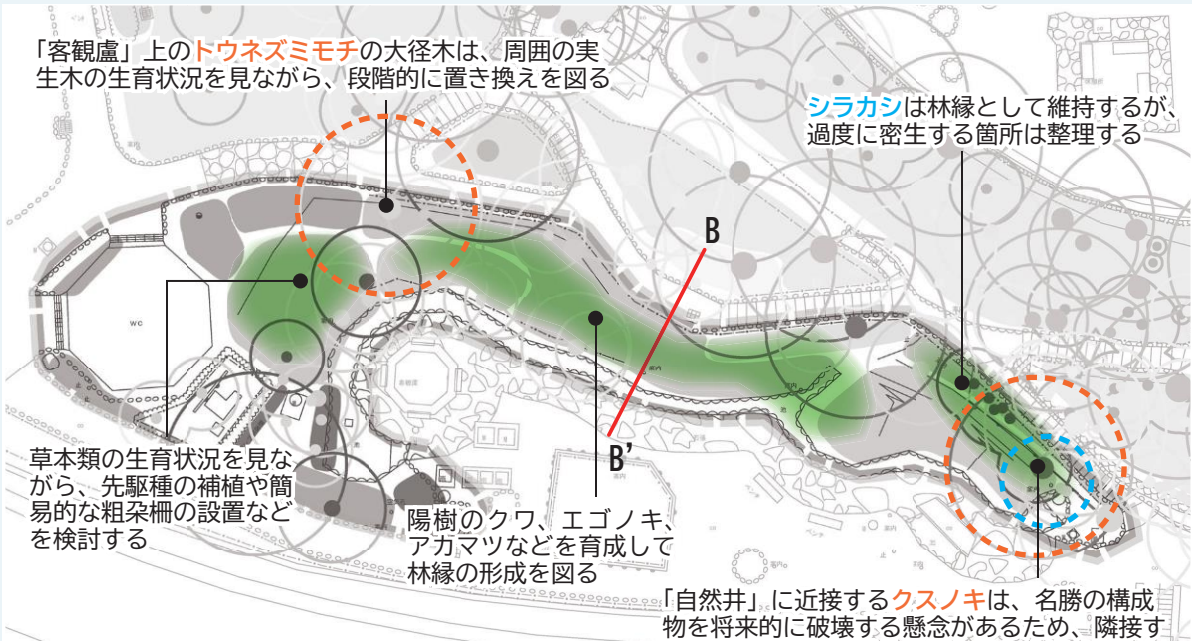 「客観盧」上のトウネズミモチの大径木は、周囲の実
生木の生育状況を見ながら、段階的に置き換えを図る
シラカシは林縁として維持するが、
過度に密生する箇所は整理する
B
WC
B’
草本類の生育状況を見な
がら、先駆種の補植や簡
易的な粗朶柵の設置など
を検討する
陽樹のクワ、エゴノキ、
アカマツなどを育成して
林縁の形成を図る
「自然井」に近接するクスノキは、名勝の構成
物を将来的に破壊する懸念があるため、隣接す